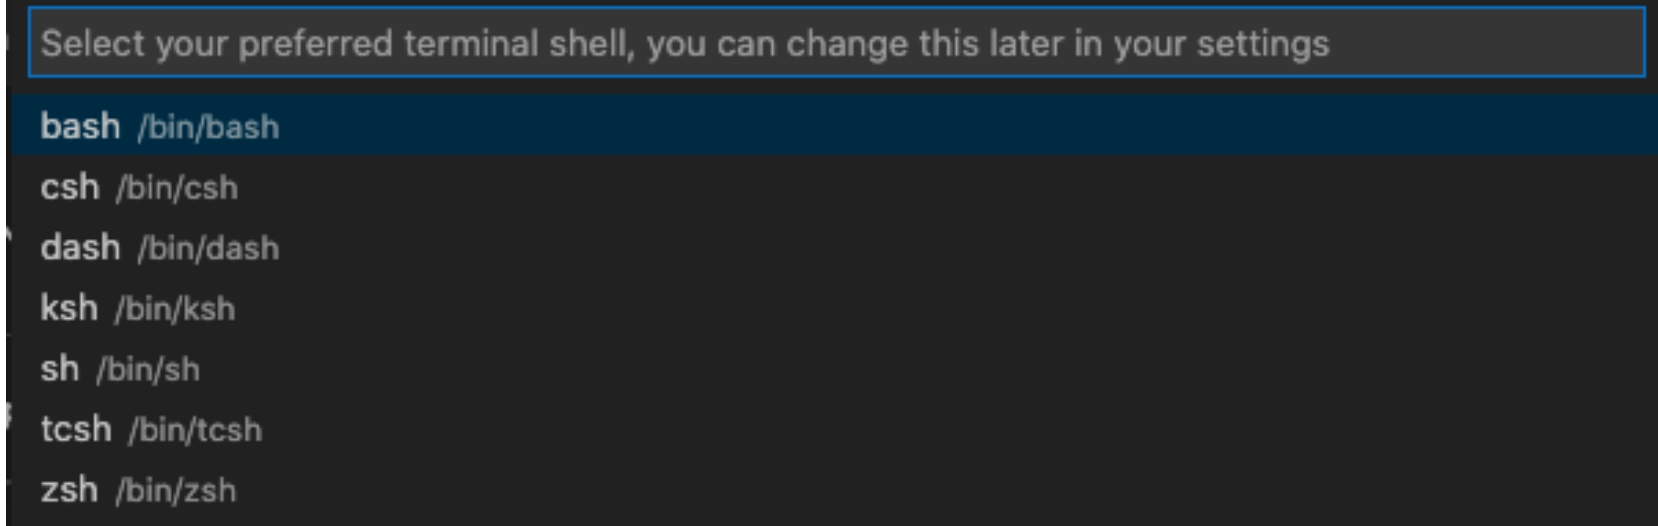 Select your preferred terminal shell, you can change this later in your settings
bash /bin/bash
csh /bin/csh
dash /bin/dash
ksh /bin/ksh
sh /bin/sh
tcsh /bin/tcsh
zsh /bin/zsh